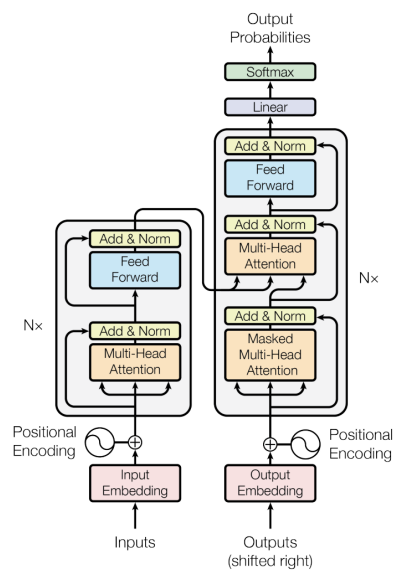 Output
Probabilities
Softmax
Linear
Add & Norm
Feed
Forward
Add & Norm
Multi-Head
Attention
Nx
Add & Norm
Masked
Multi-Head
Attention
Add & Norm
Feed
Forward
Nx
Add & Norm
Multi-Head
Attention
Positional
Encoding
Positional
Encoding
Input
Embedding
Output
Embedding
Inputs
Outputs
(shifted right)